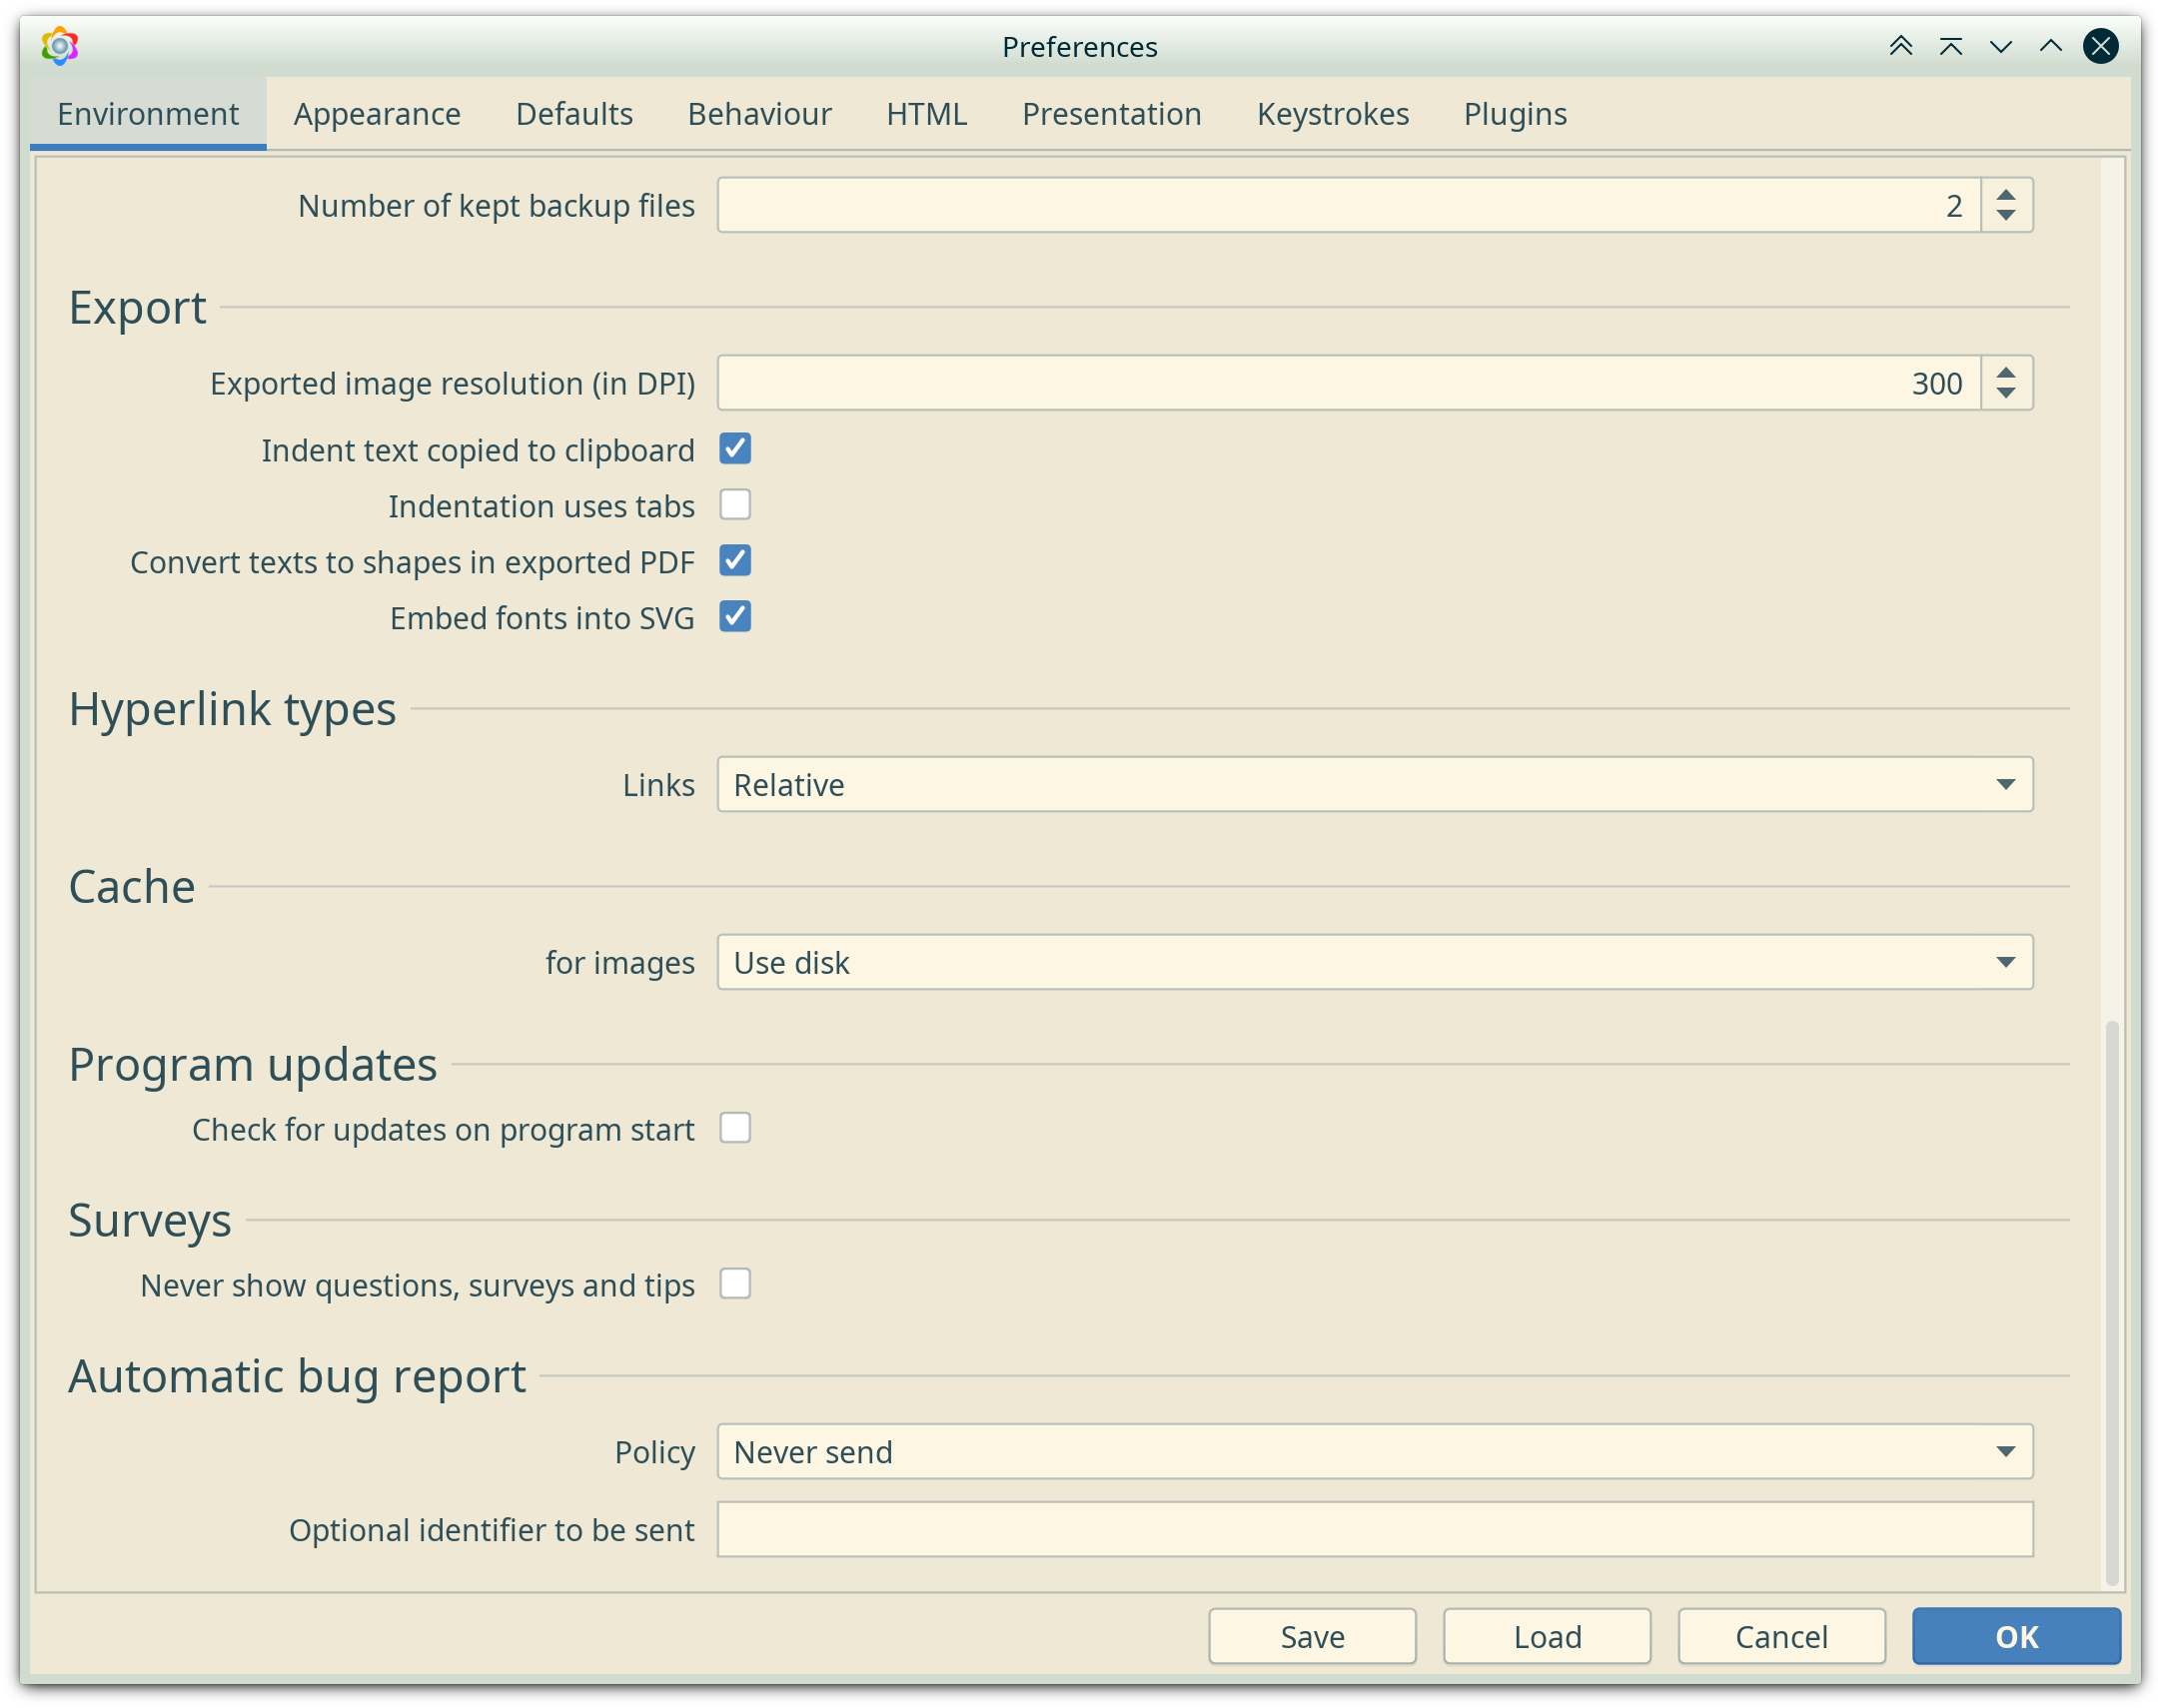 Preferences
Environment Appearance Defaults Behaviour HTML Presentation Keystrokes Plugins
Number of kept backup files 2
Export
Exported image resolution (in DPI) 300
Indent text copied to clipboard
Indentation uses tabs
Convert texts to shapes in exported PDF
Embed fonts into SVG
Hyperlink types
Links Relative
Cache
for images Use disk
Program updates
Check for updates on program start
Surveys
Never show questions, surveys and tips
Automatic bug report
Policy Never send
Optional identifier to be sent
Save Load Cancel OK